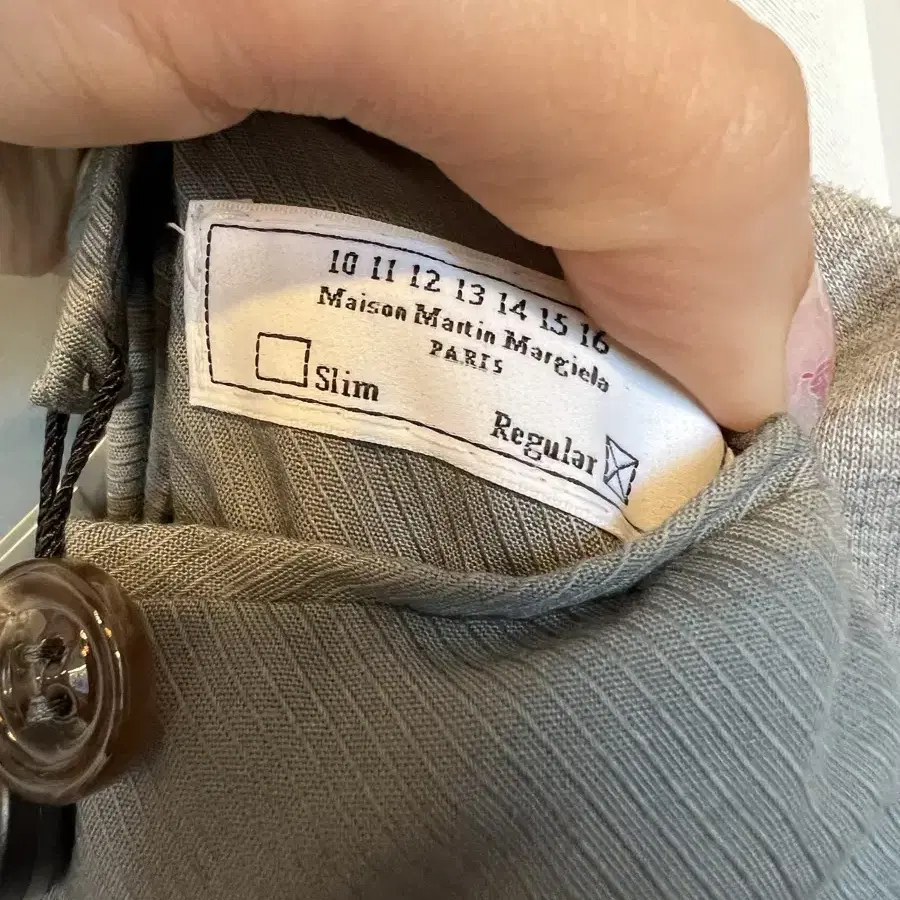 10 11 12 13 14 15 16
Maison Martin Margiela
PARIS
Slim
Regular